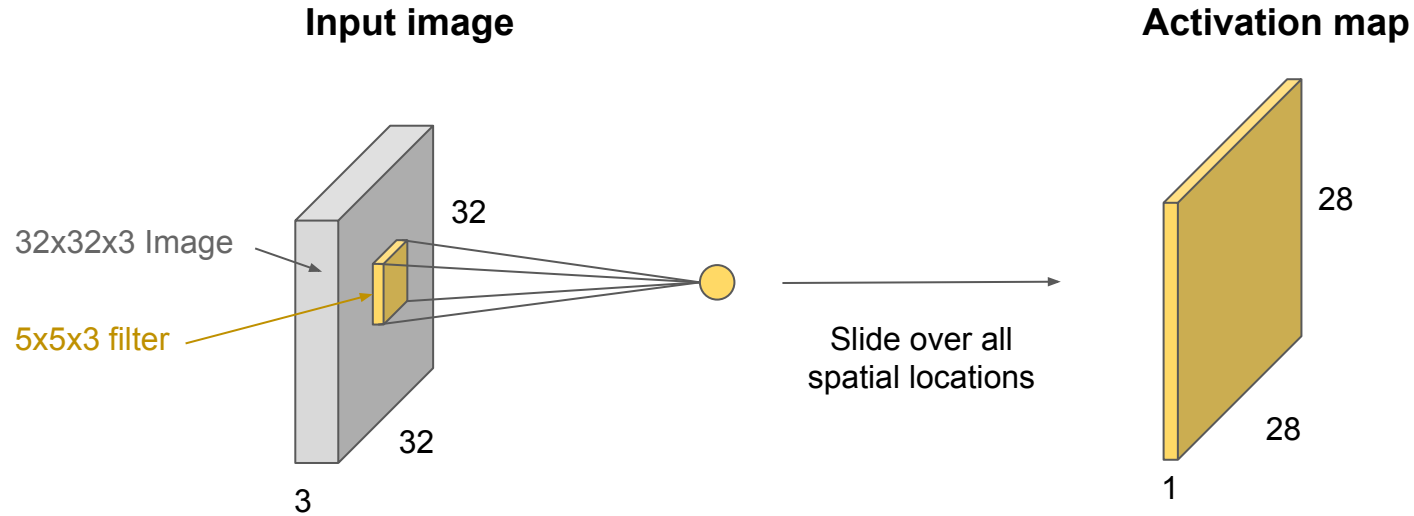 Input image
Activation map
32
28
32x32x3 Image
5x5x3 filter
Slide over all
spatial locations
32
28
3
1